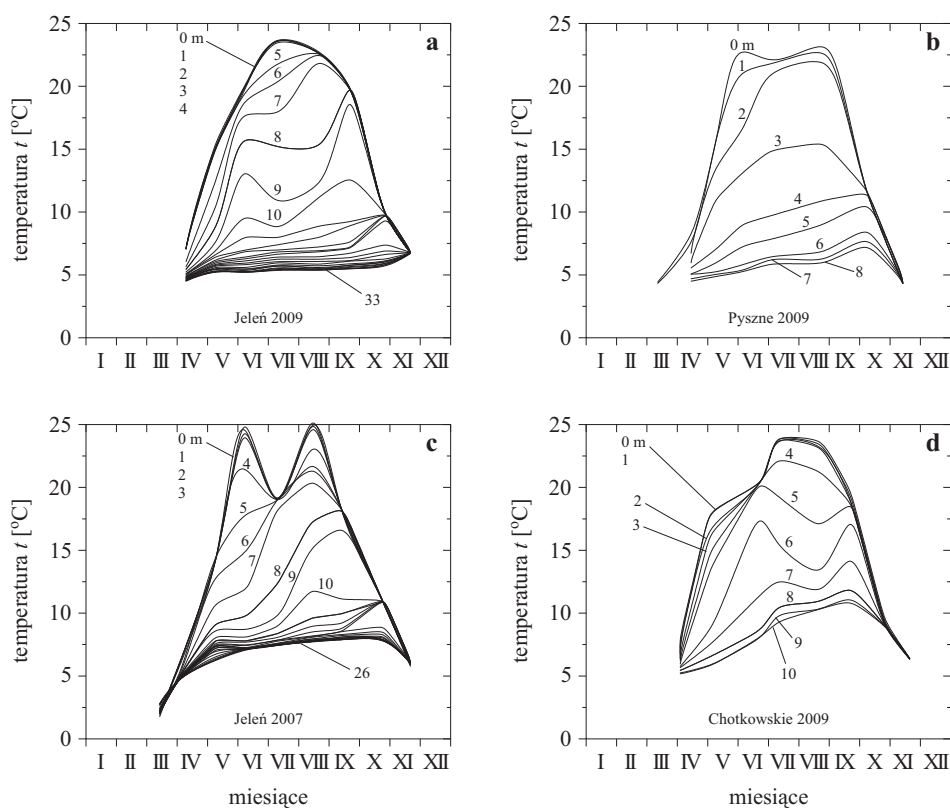 a
25
20
15
10
5
0
temperatura t [°C]
0 m
1
2
3
4
5
6
7
8
9
10
33
Jeleń 2009
I II III IV V VI VII VIII IX X XI XII
b
25
20
15
10
5
0
temperatura t [°C]
0 m
1
2
3
4
5
6
7
8
Pyszne 2009
I II III IV V VI VII VIII IX X XI XII
c
25
20
15
10
5
0
temperatura t [°C]
0 m
1
2
3
4
5
6
7
8
9
10
26
Jeleń 2007
I II III IV V VI VII VIII IX X XI XII
miesiące
d
25
20
15
10
5
0
temperatura t [°C]
0 m
1
2
3
4
5
6
7
8
9
10
Chotkowskie 2009
I II III IV V VI VII VIII IX X XI XII
miesiące